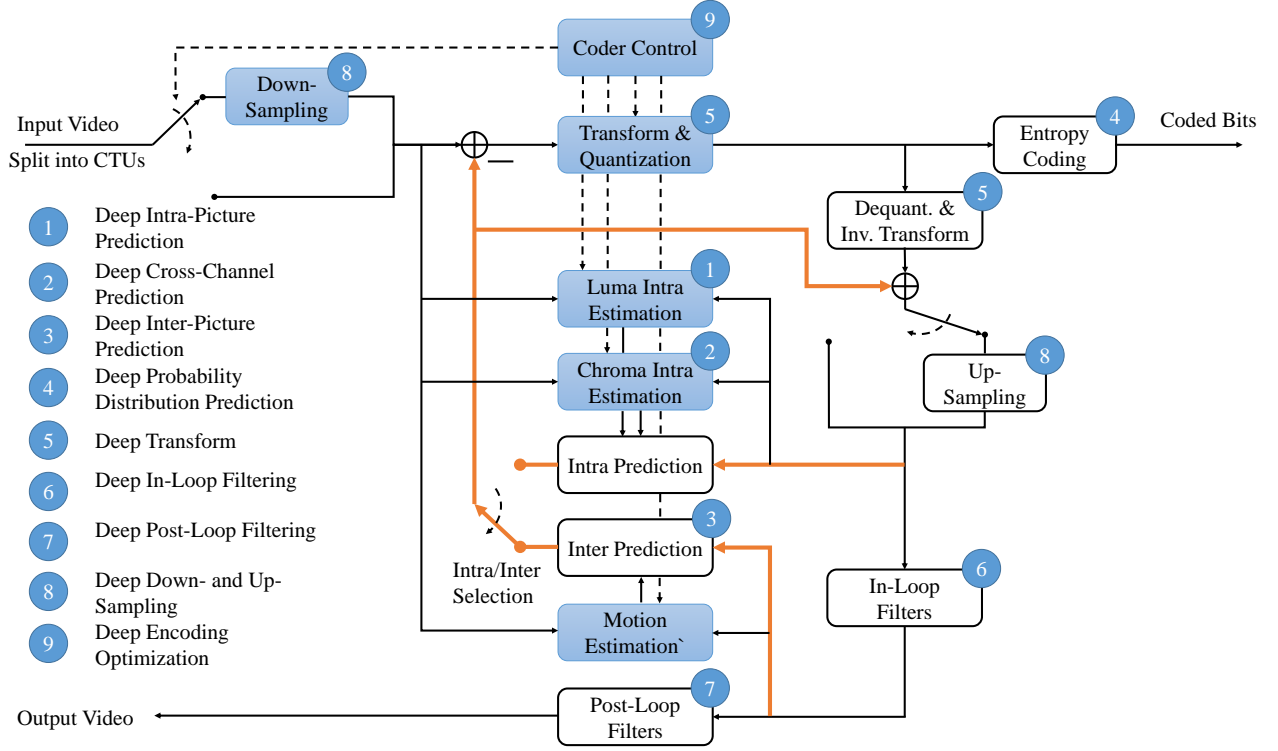 9
Coder Control
8
Down-
Sampling
Input Video
Split into CTUs
5
Transform &
Quantization
4
Entropy
Coding
Coded Bits
5
Dequant. &
Inv. Transform
1
Deep Intra-Picture
Prediction
2
Deep Cross-Channel
Prediction
3
Deep Inter-Picture
Prediction
4
Deep Probability
Distribution Prediction
5
Deep Transform
6
Deep In-Loop Filtering
7
Deep Post-Loop Filtering
8
Deep Down- and Up-
Sampling
9
Deep Encoding
Optimization
1
Luma Intra
Estimation
2
Chroma Intra
Estimation
8
Up-
Sampling
Intra Prediction
3
Inter Prediction
Intra/Inter
Selection
6
In-Loop
Filters
Motion
Estimation`
7
Post-Loop
Filters
Output Video